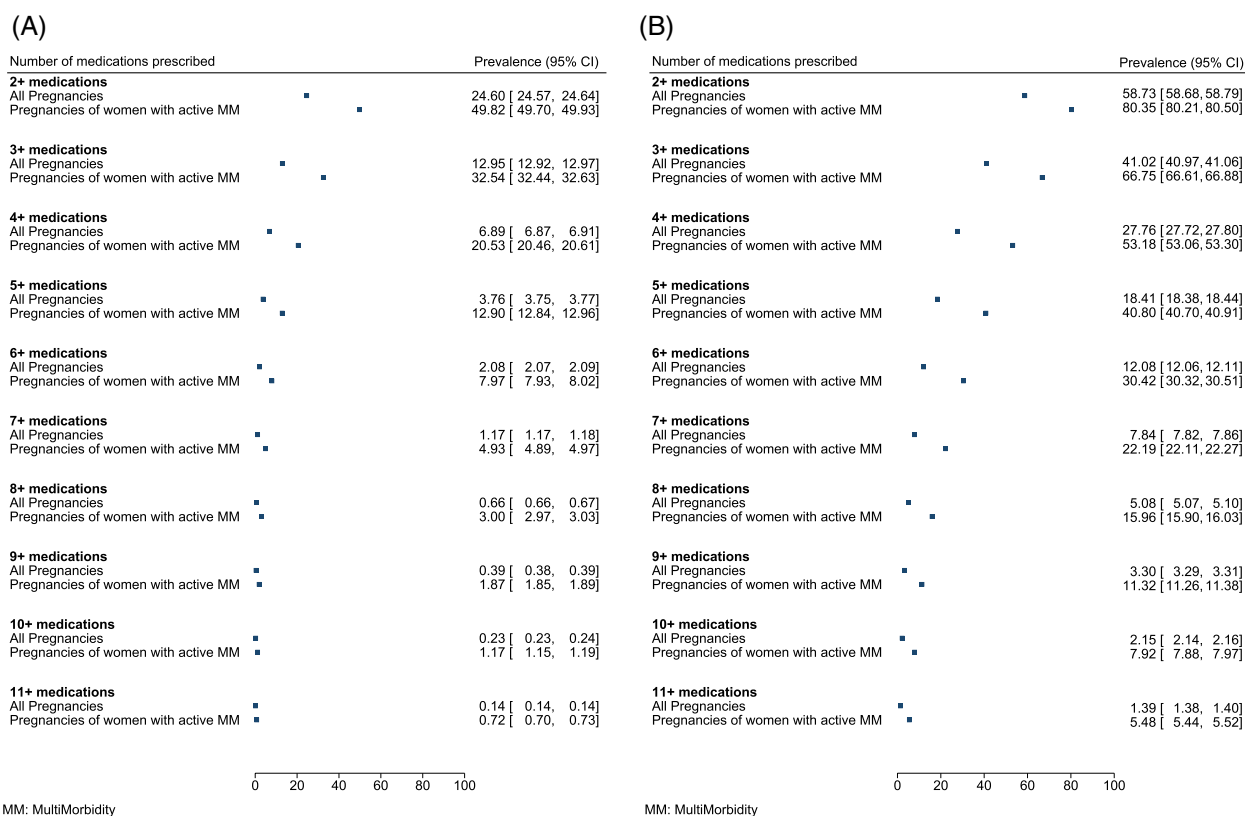 (A)
Number of medications prescribed Prevalence (95% CI)
2+ medications
All Pregnancies 24.60 [ 24.57, 24.64]
Pregnancies of women with active MM 49.82 [ 49.70, 49.93]
3+ medications
All Pregnancies 12.95 [ 12.92, 12.97]
Pregnancies of women with active MM 32.54 [ 32.44, 32.63]
4+ medications
All Pregnancies 6.89 [ 6.87, 6.91]
Pregnancies of women with active MM 20.53 [ 20.46, 20.61]
5+ medications
All Pregnancies 3.76 [ 3.75, 3.77]
Pregnancies of women with active MM 12.90 [ 12.84, 12.96]
6+ medications
All Pregnancies 2.08 [ 2.07, 2.09]
Pregnancies of women with active MM 7.97 [ 7.93, 8.02]
7+ medications
All Pregnancies 1.17 [ 1.17, 1.18]
Pregnancies of women with active MM 4.93 [ 4.89, 4.97]
8+ medications
All Pregnancies 0.66 [ 0.66, 0.67]
Pregnancies of women with active MM 3.00 [ 2.97, 3.03]
9+ medications
All Pregnancies 0.39 [ 0.38, 0.39]
Pregnancies of women with active MM 1.87 [ 1.85, 1.89]
10+ medications
All Pregnancies 0.23 [ 0.23, 0.24]
Pregnancies of women with active MM 1.17 [ 1.15, 1.19]
11+ medications
All Pregnancies 0.14 [ 0.14, 0.14]
Pregnancies of women with active MM 0.72 [ 0.70, 0.73]
0 20 40 60 80 100
MM: MultiMorbidity
(B)
Number of medications prescribed Prevalence (95% CI)
2+ medications
All Pregnancies 58.73 [58.68, 58.79]
Pregnancies of women with active MM 80.35 [80.21, 80.50]
3+ medications
All Pregnancies 41.02 [40.97, 41.06]
Pregnancies of women with active MM 66.75 [66.61, 66.88]
4+ medications
All Pregnancies 27.76 [27.72, 27.80]
Pregnancies of women with active MM 53.18 [53.06, 53.30]
5+ medications
All Pregnancies 18.41 [18.38, 18.44]
Pregnancies of women with active MM 40.80 [40.70, 40.91]
6+ medications
All Pregnancies 12.08 [12.06, 12.11]
Pregnancies of women with active MM 30.42 [30.32, 30.51]
7+ medications
All Pregnancies 7.84 [ 7.82, 7.86]
Pregnancies of women with active MM 22.19 [22.11, 22.27]
8+ medications
All Pregnancies 5.08 [ 5.07, 5.10]
Pregnancies of women with active MM 15.96 [15.90, 16.03]
9+ medications
All Pregnancies 3.30 [ 3.29, 3.31]
Pregnancies of women with active MM 11.32 [11.26, 11.38]
10+ medications
All Pregnancies 2.15 [ 2.14, 2.16]
Pregnancies of women with active MM 7.92 [ 7.88, 7.97]
11+ medications
All Pregnancies 1.39 [ 1.38, 1.40]
Pregnancies of women with active MM 5.48 [ 5.44, 5.52]
0 20 40 60 80 100
MM: MultiMorbidity